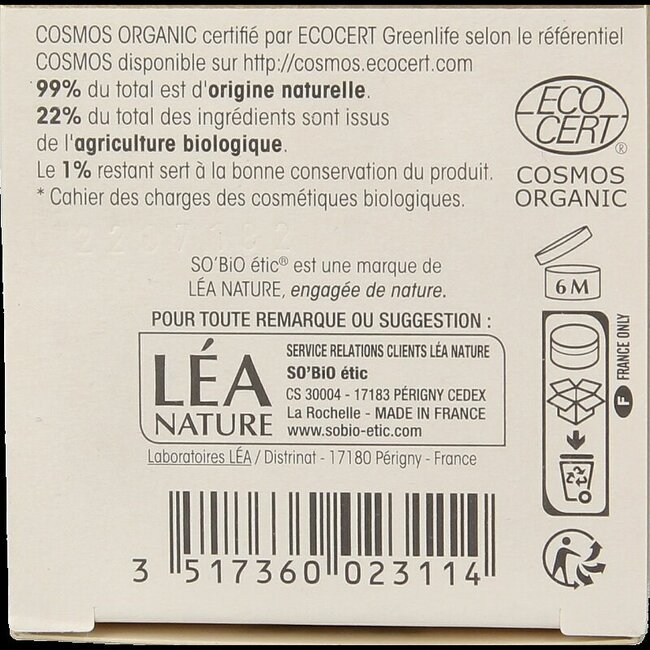 COSMOS ORGANIC certifié par ECOCERT Greenlife selon le référentiel
COSMOS disponible sur http://cosmos.ecocert.com
99% du total est d'origine naturelle.
22% du total des ingrédients sont issus
de l'agriculture biologique.
Le 1% restant sert à la bonne conservation du produit.
* Cahier des charges des cosmétiques biologiques.
ECO
CERT®
COSMOS
ORGANIC
SO'BiO étic® est une marque de
LÉA NATURE, engagée de nature.
6 M
POUR TOUTE REMARQUE OU SUGGESTION :
LÉA
NATURE
SERVICE RELATIONS CLIENTS LÉA NATURE
SO'BiO étic
CS 30004 - 17183 PÉRIGNY CEDEX
La Rochelle - MADE IN FRANCE
www.sobio-etic.com
F FRANCE ONLY
Laboratoires LÉA / Distrinat - 17180 Périgny - France
3 517360 023114